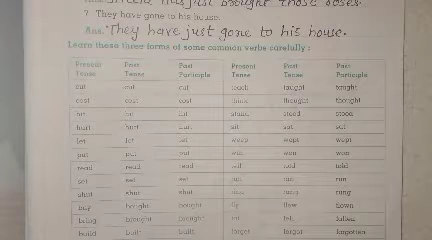 just brought those boxes.
7 They have gone to his house.
Ans. They have just gone to his house.
Learn these three forms of some common verbs carefully :
Present Past Past Present Past Past
Tense Tense Participle Tense Tense Participle
cut cut cut taught taught
cost cost cost thought thought
hit hit stand stood stood
hurt hurt hurt sit sat sat
let let let weep wept wept
put put put win won won
read read read tell told told
set set set run ran run
shut shut shut rang rung
buy bought bought fly flew flown
bring brought brought fell fallen
build built built forget forgot forgotten